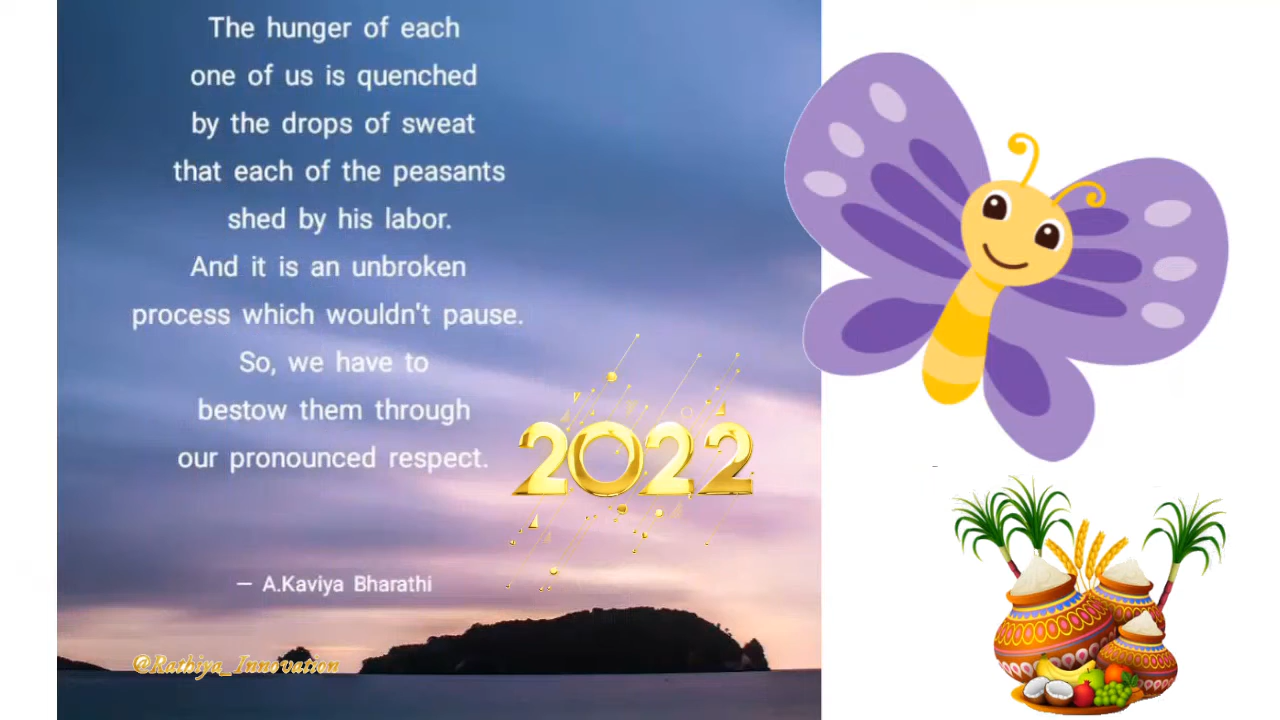 The hunger of each
one of us is quenched
by the drops of sweat
that each of the peasants
shed by his labor.
And it is an unbroken
process which wouldn't pause.
So, we have to
bestow them through
our pronounced respect.
2022
— A.Kaviya Bharathi
@Rathiya_Innovation